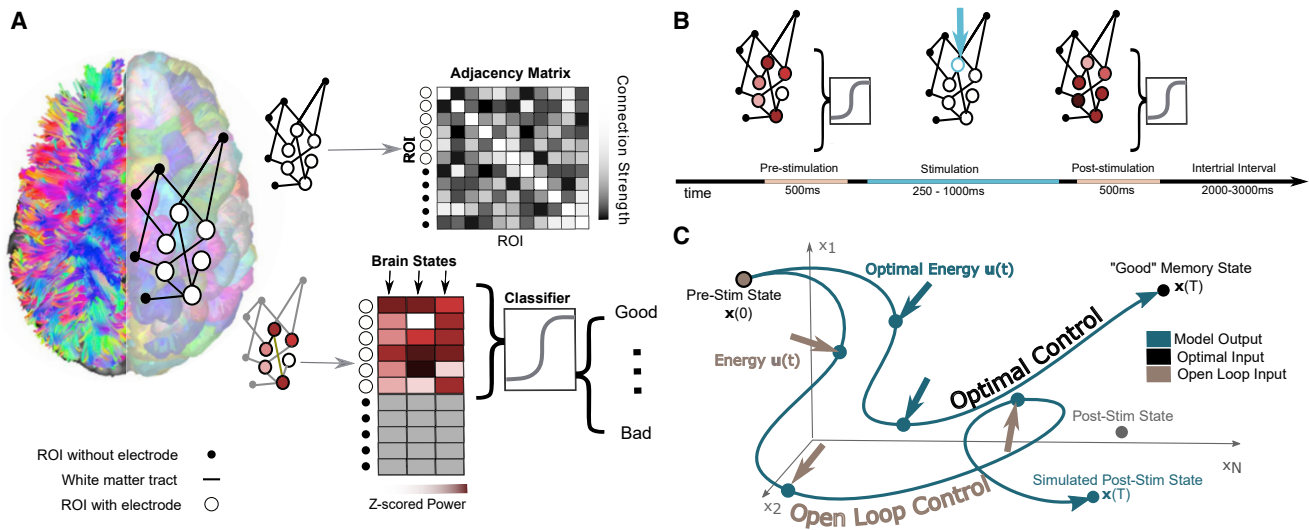 A
Adjacency Matrix
ROI
ROI
Connection Strength
Brain States
Classifier
Good
Bad
Z-scored Power
ROI without electrode
White matter tract
ROI with electrode
B
Pre-stimulation
Stimulation
Post-stimulation
Intertrial Interval
time
500ms
250 - 1000ms
500ms
2000-3000ms
C
x1
Optimal Energy u(t)
"Good" Memory State
x(T)
Pre-Stim State
x(0)
Energy u(t)
Optimal Control
Model Output
Optimal Input
Open Loop Input
Post-Stim State
xN
Simulated Post-Stim State
x(T)
x2
Open Loop Control